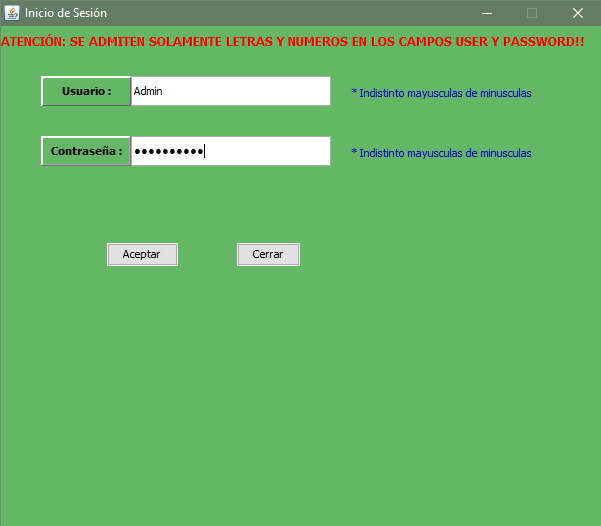 Inicio de Sesión
ATENCIÓN: SE ADMITEN SOLAMENTE LETRAS Y NUMEROS EN LOS CAMPOS USER Y PASSWORD!!
Usuario : Admin * Indistinto mayusculas de minusculas
Contraseña : •••••••••• * Indistinto mayusculas de minusculas
Aceptar Cerrar